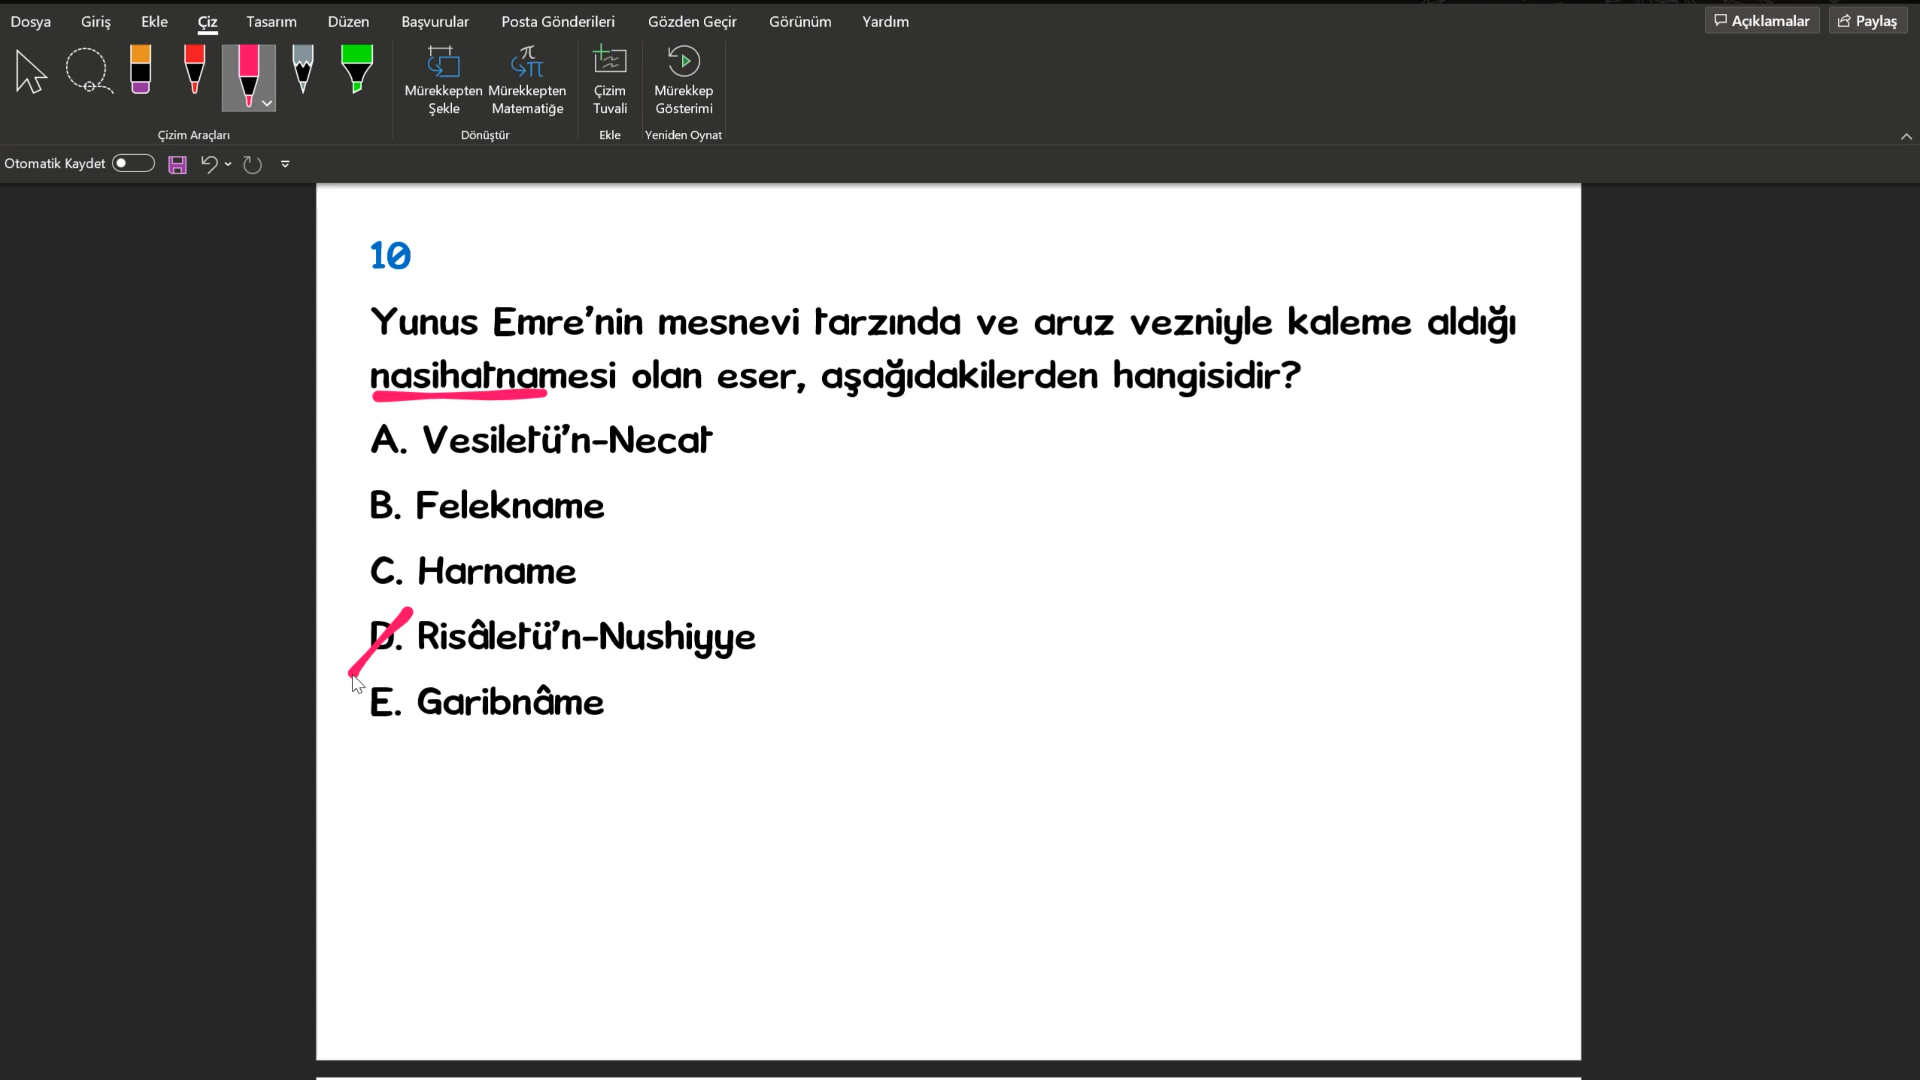 Dosya Giriş Ekle Çiz Tasarım Düzen Başvurular Posta Gönderileri Gözden Geçir Görünüm Yardım Açıklamalar Paylaş
Mürekkepten Şekle
Mürekkepten Matematiğe
Çizim Tuvali
Mürekkep Gösterimi
Çizim Araçları Dönüştür Ekle Yeniden Oynat
Otomatik Kaydet
10
Yunus Emre’nin mesnevi tarzında ve aruz vezniyle kaleme aldığı
nasihatnamesi olan eser, aşağıdakilerden hangisidir?
A. Vesiletü’n-Necat
B. Felekname
C. Harname
D. Risâletü’n-Nushiyye
E. Garibnâme